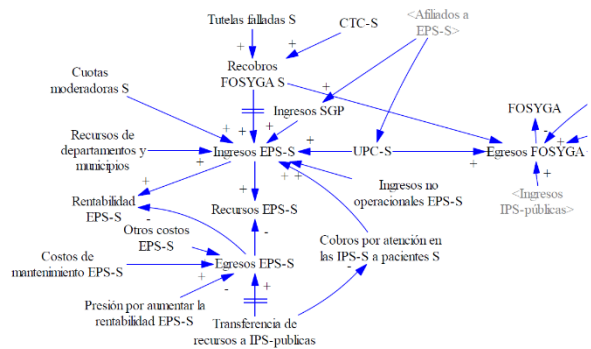 Tutelas falladas S
CTC-S
<Afiliados a
EPS-S>
+
+
+
Recobros
FOSYGA S
Cuotas
moderadoras S
Ingresos SGP
FOSYGA
Recursos de
departamentos y
municipios
+
+
+
+
+
+
-
+
+
Ingresos EPS-S
UPC-S
Egresos FOSYGA
+
+
+
+
Ingresos no
operacionales EPS-S
<Ingresos
IPS-públicas>
Rentabilidad
EPS-S
-
Recursos EPS-S
Otros costos
EPS-S
-
Cobros por atención en
las IPS-S a pacientes S
Costos de
mantenimiento EPS-S
+
+
Egresos EPS-S
-
-
+
Presión por aumentar la
rentabilidad EPS-S
Transferencia de
recursos a IPS-publicas